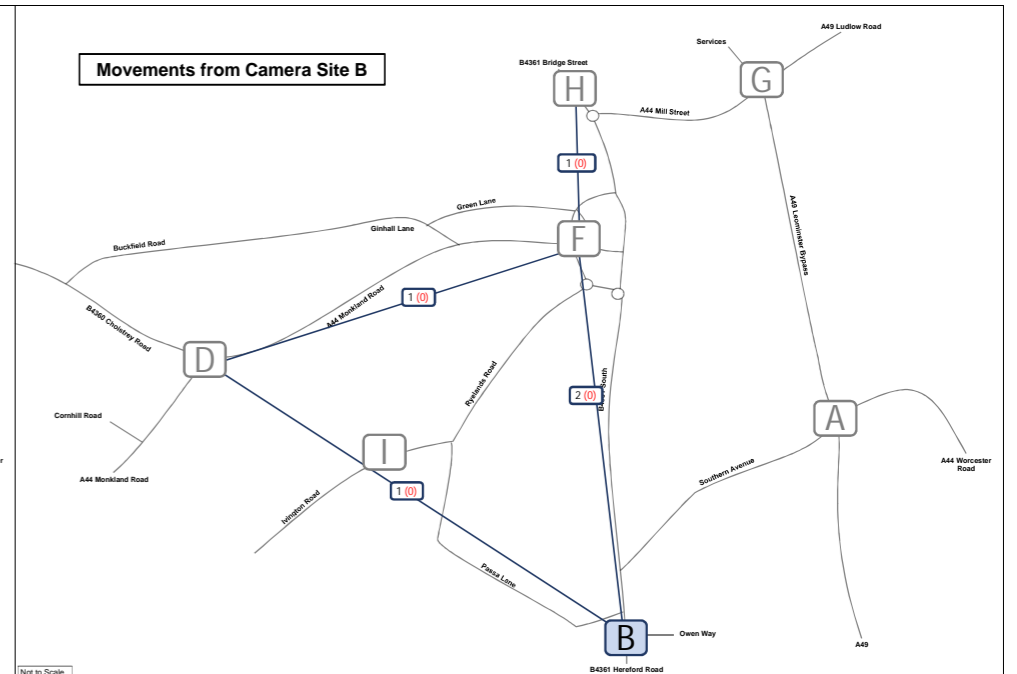 Movements from Camera Site B
A49 Ludlow Road
Services
G
B4361 Bridge Street
H
A44 Mill Street
1 (0)
A49 Leominster Bypass
Green Lane
Ginhall Lane
Buckfield Road
F
1 (0)
A44 Monkland Road
B4360 Cholstrey Road
D
Ryelands Road
2 (0)
South
A
Cornhill Road
A44 Monkland Road
I
1 (0)
Ivington Road
Southern Avenue
A44 Worcester
Road
Passa Lane
B
Owen Way
A49
B4361 Hereford Road
Not to Scale